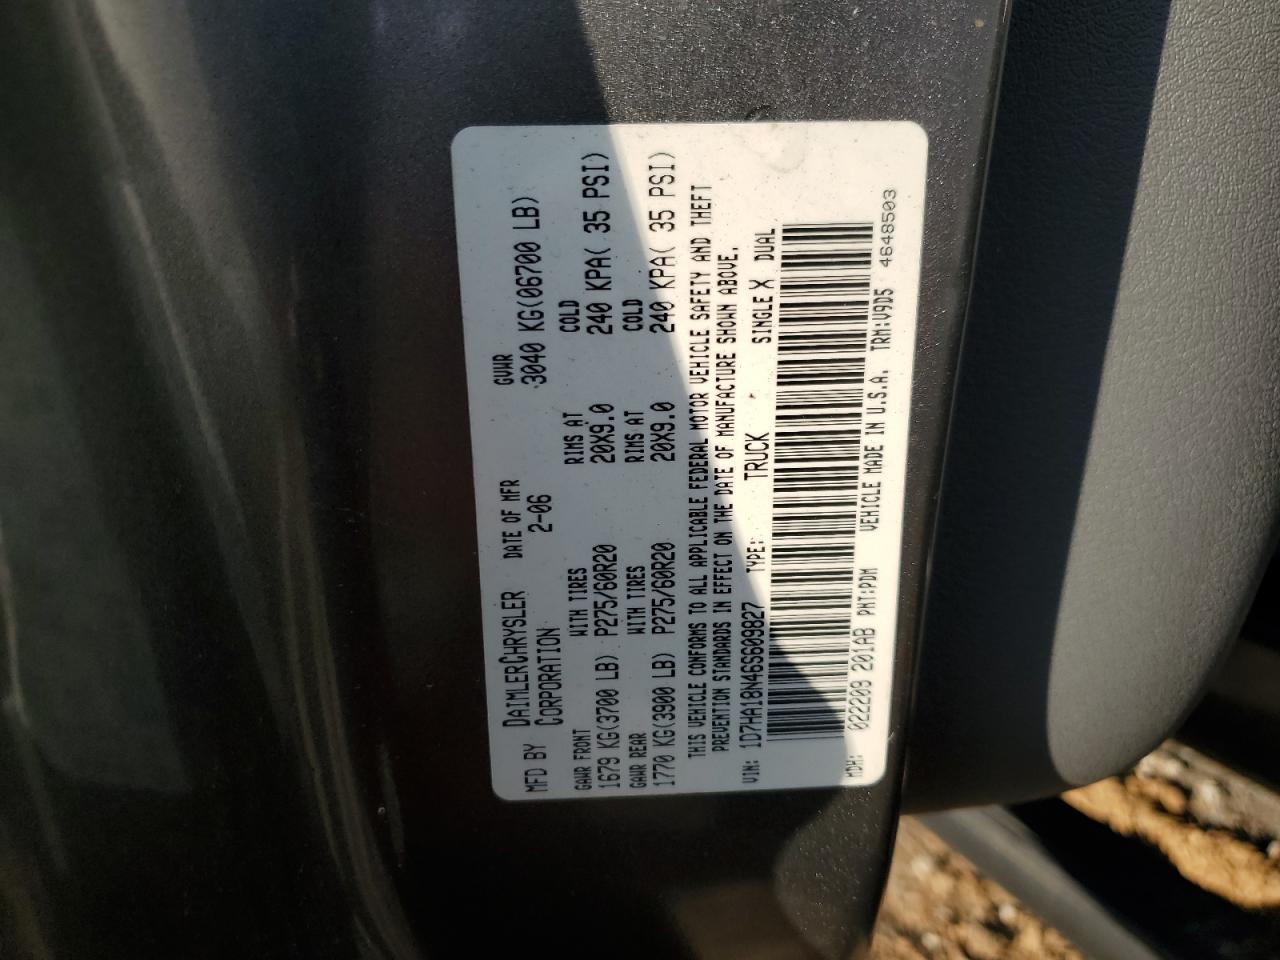 MFD BY DAIMLERCHRYSLER CORPORATION DATE OF MFR 2-06 GVWR 3040 KG(06700 LB)
GAWR FRONT WITH TIRES RIMS AT COLD
1679 KG(3700 LB) P275/60R20 20X9.0 240 KPA( 35 PSI)
GAWR REAR WITH TIRES RIMS AT COLD
1770 KG(3900 LB) P275/60R20 20X9.0 240 KPA( 35 PSI)
THIS VEHICLE CONFORMS TO ALL APPLICABLE FEDERAL MOTOR VEHICLE SAFETY AND THEFT
PREVENTION STANDARDS IN EFFECT ON THE DATE OF MANUFACTURE SHOWN ABOVE.
VIN: 1D7HA18N46S609827 TYPE: TRUCK SINGLE X DUAL
MDH: 022209 201AB PNT:PDM VEHICLE MADE IN U.S.A. TRM:V9D5 4648503